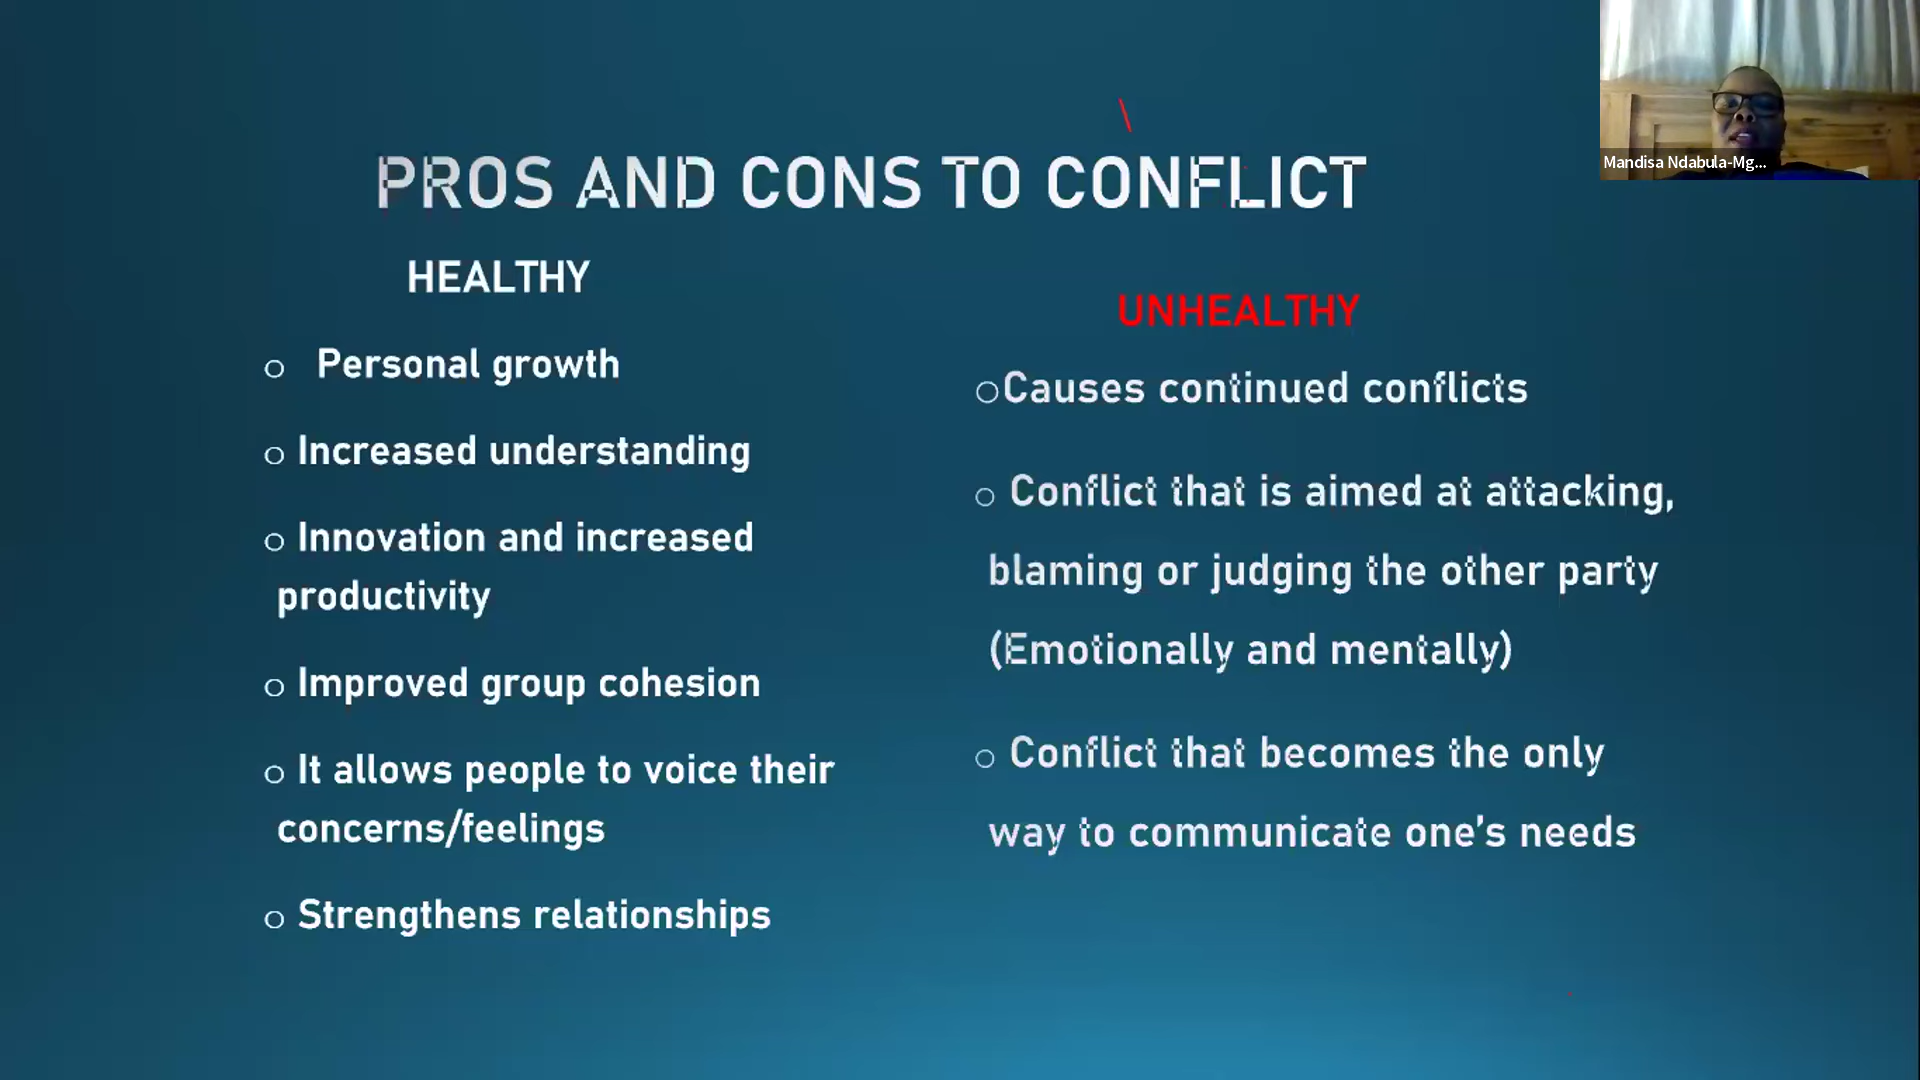 PROS AND CONS TO CONFLICT
HEALTHY
o Personal growth
o Increased understanding
o Innovation and increased
productivity
o Improved group cohesion
o It allows people to voice their
concerns/feelings
o Strengthens relationships
UNHEALTHY
o Causes continued conflicts
o Conflict that is aimed at attacking,
blaming or judging the other party
(Emotionally and mentally)
o Conflict that becomes the only
way to communicate one’s needs
Mandisa Ndabula-Mg...